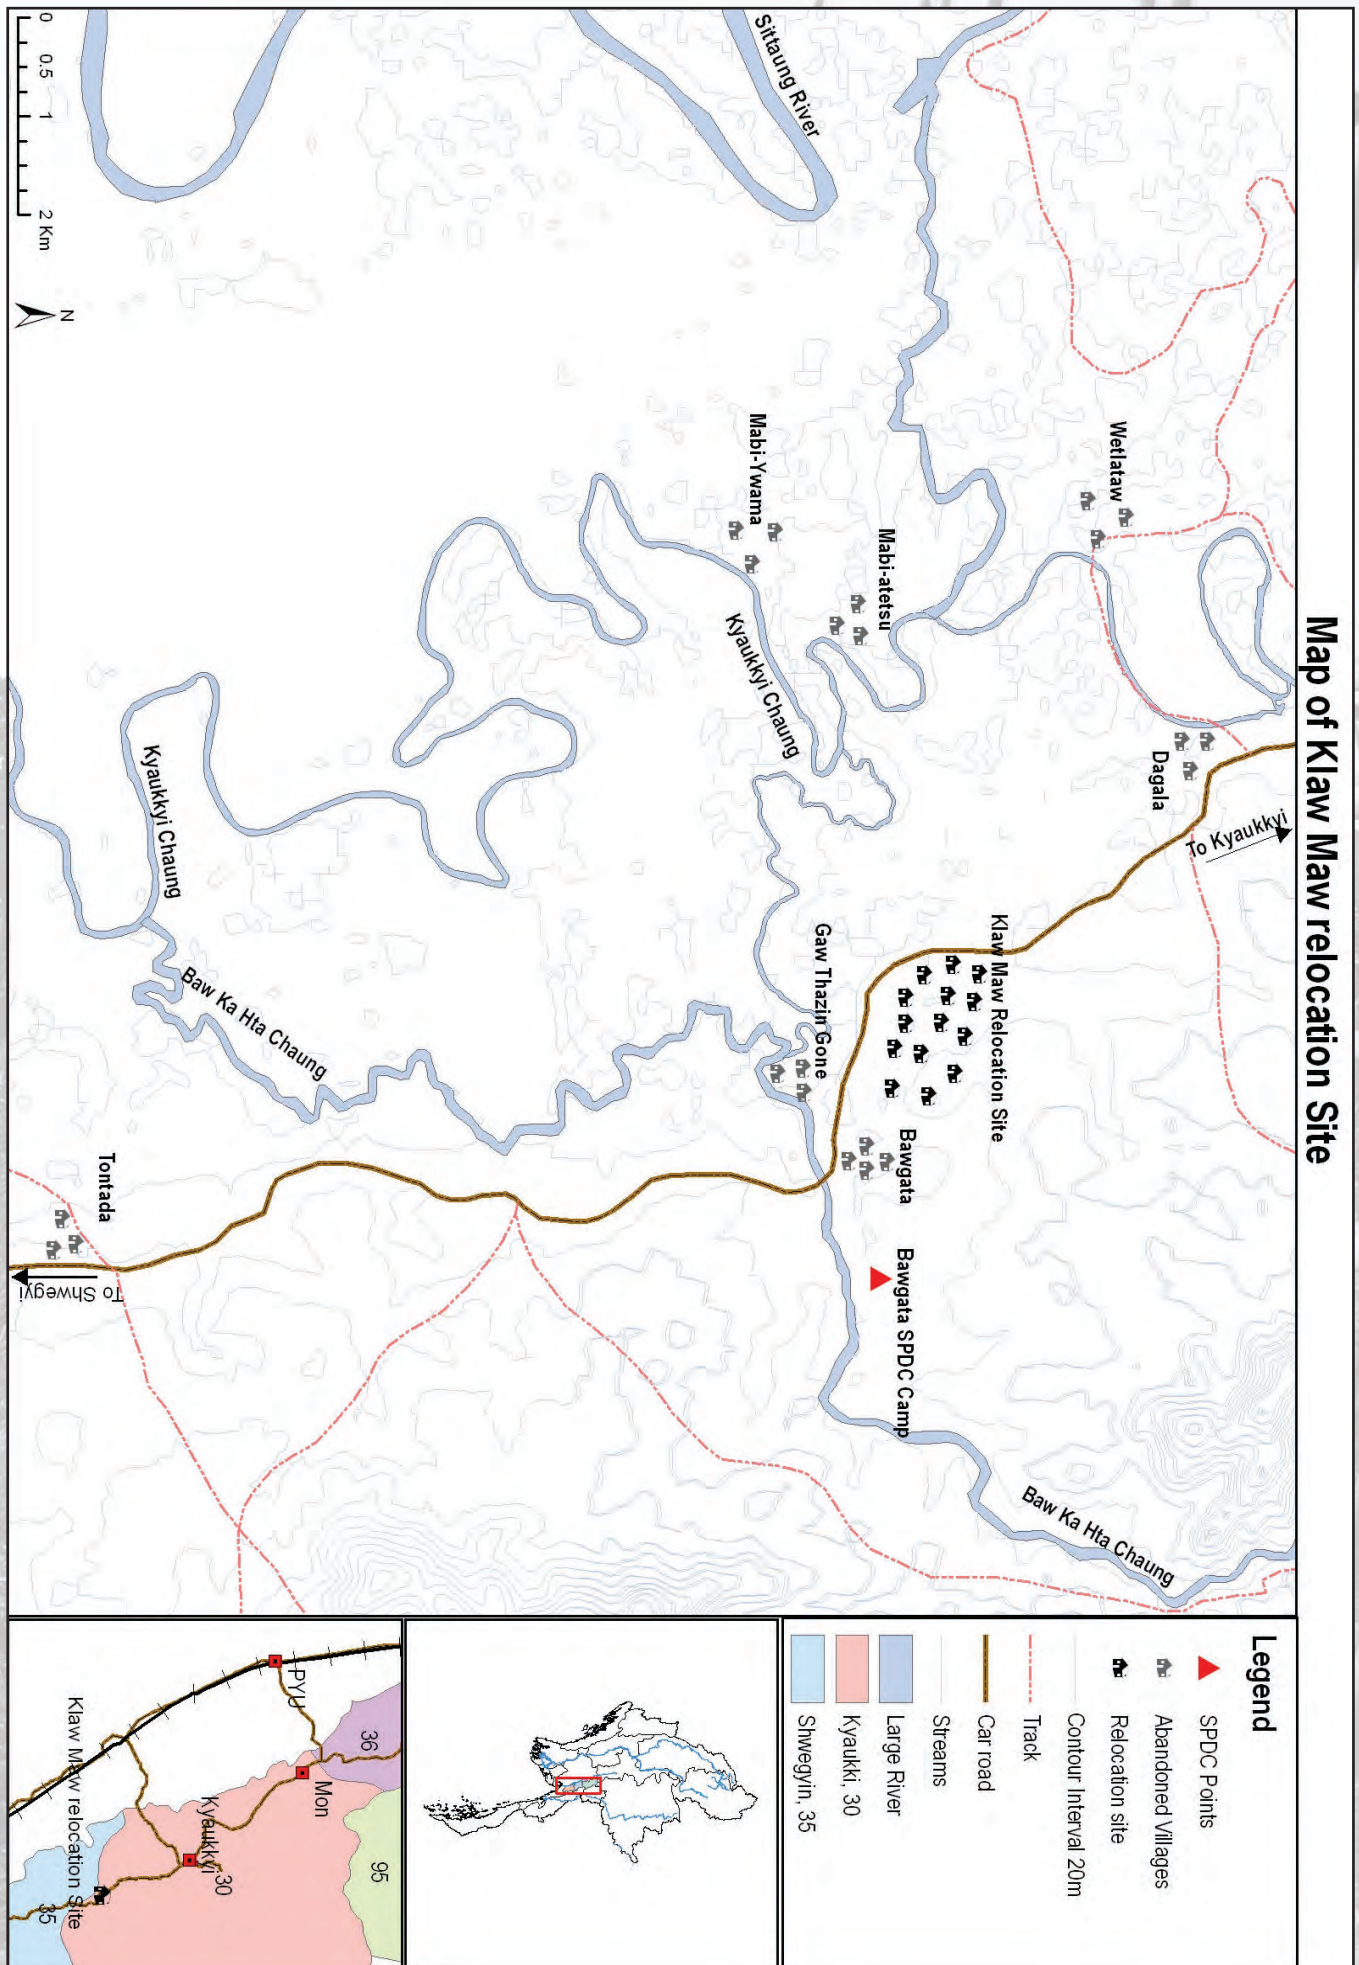 Map of Klaw Maw relocation Site
Sittaung River
Wetlataw
Mabi-Ywama
Mabi-atetsu
Kyaukkyi Chaung
Dagala
To Kyaukkyi
Klaw Maw Relocation Site
Gaw Thazin Gone
Bawgata
Bawgata SPDC Camp
Baw Ka Hta Chaung
Kyaukkyi Chaung
Baw Ka Hta Chaung
Tontada
To Shwegyi
0 0.5 1 2 Km
N
Legend
SPDC Points
Abandoned Villages
Relocation site
Contour Interval 20m
Track
Car road
Streams
Large River
Kyaukki, 30
Shwegyin, 35
PYU
36
Mon
95
Kyaukkyi
30
Klaw Maw relocation Site
35